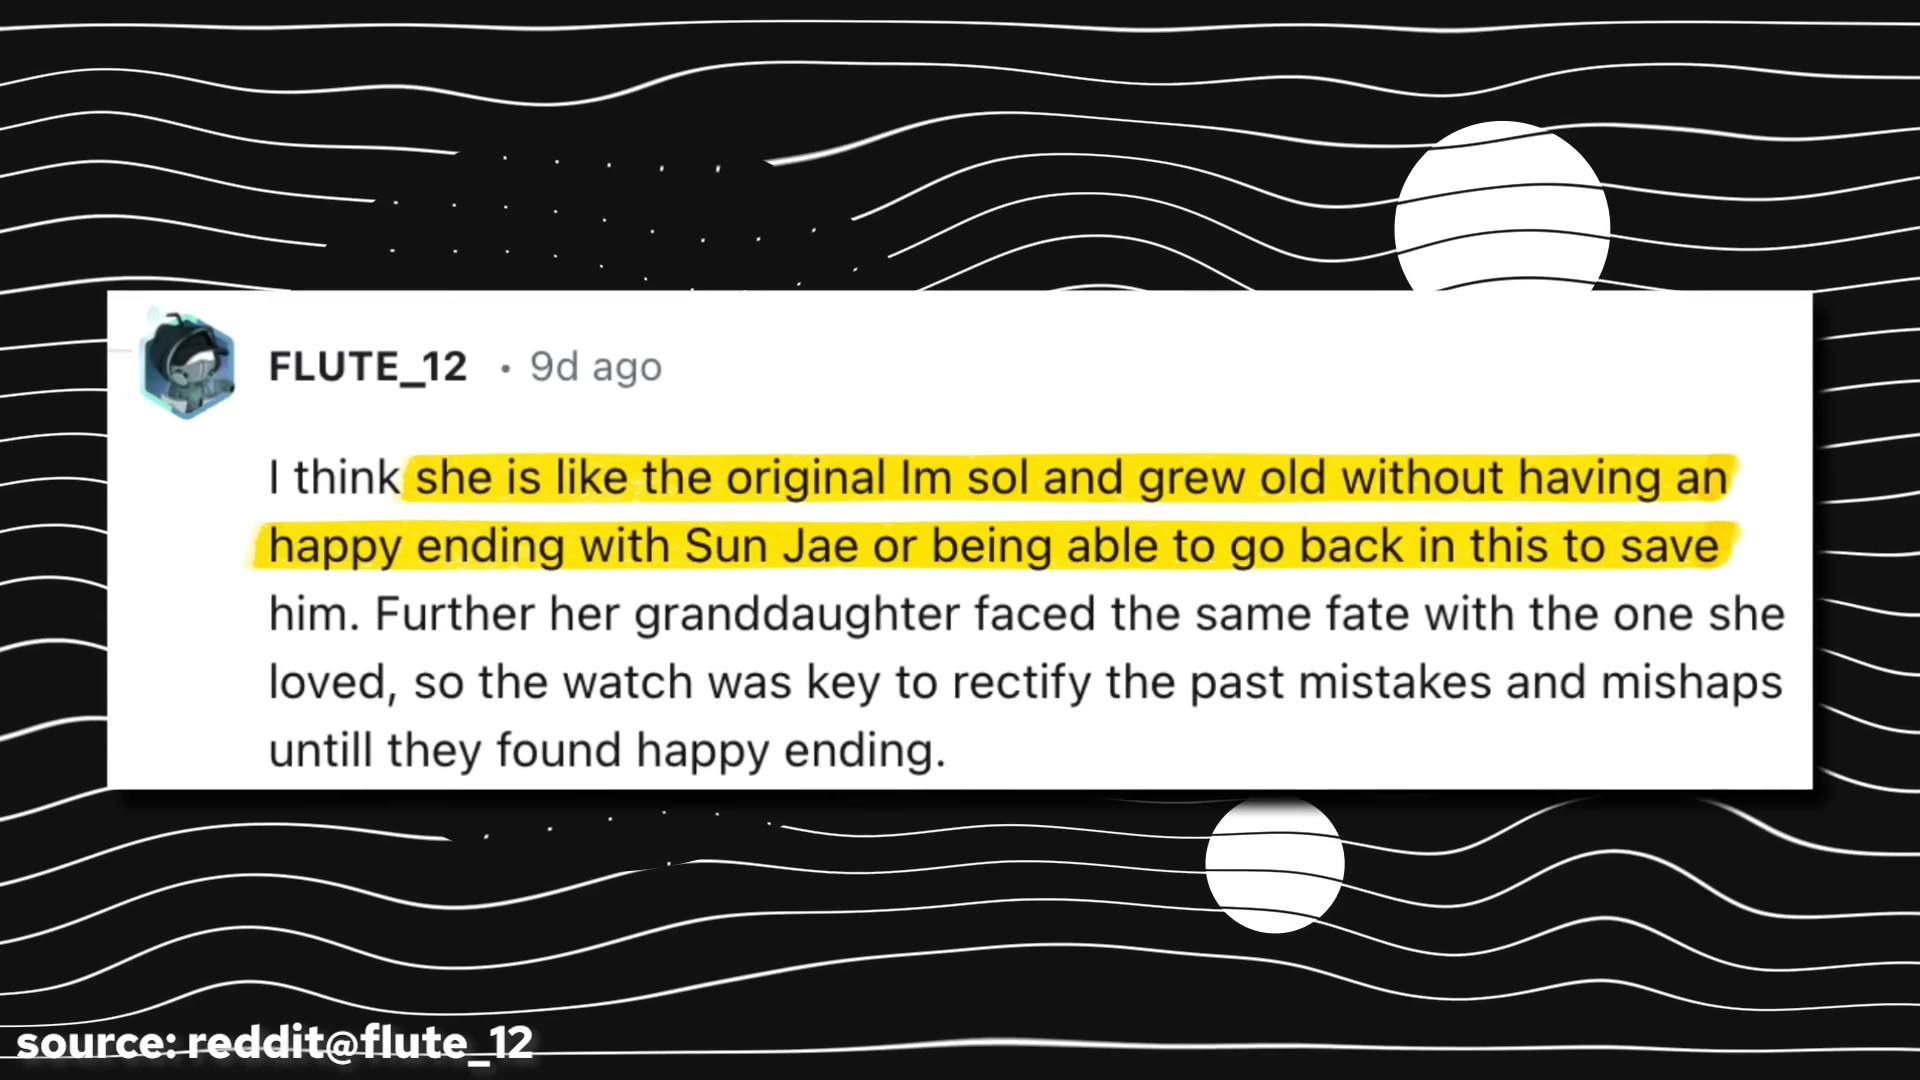 FLUTE_12 • 9d ago
I think she is like the original Im sol and grew old without having an
happy ending with Sun Jae or being able to go back in this to save
him. Further her granddaughter faced the same fate with the one she
loved, so the watch was key to rectify the past mistakes and mishaps
untill they found happy ending.
source: reddit@flute_12